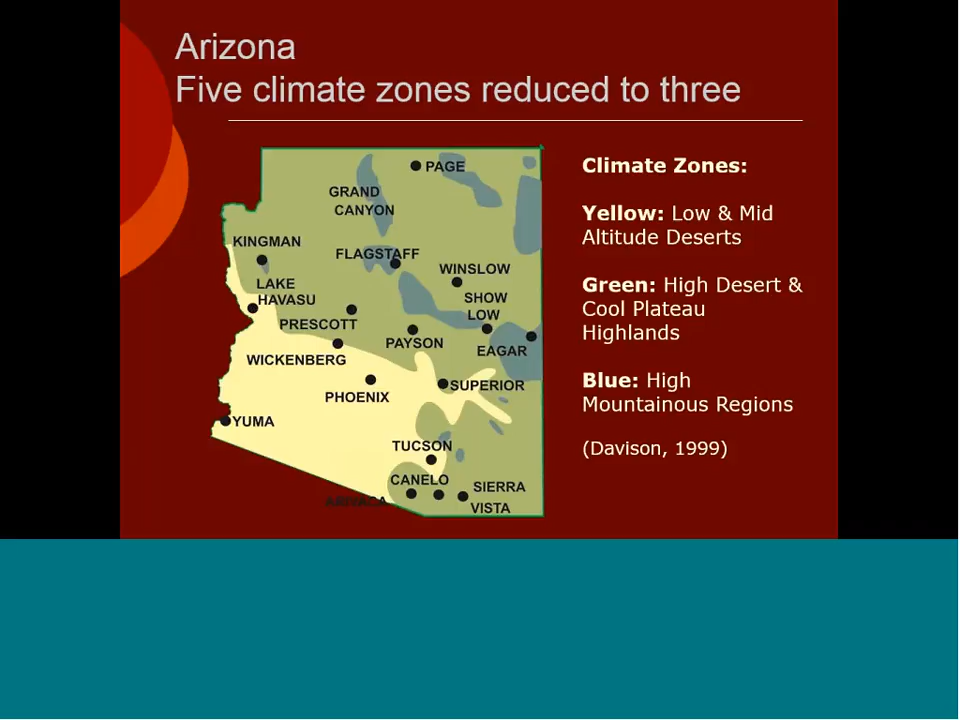 Arizona
Five climate zones reduced to three
Climate Zones:
Yellow: Low & Mid
Altitude Deserts
Green: High Desert &
Cool Plateau
Highlands
Blue: High
Mountainous Regions
(Davison, 1999)
PAGE
GRAND
CANYON
KINGMAN
FLAGSTAFF
WINSLOW
LAKE
HAVASU
SHOW
LOW
PRESCOTT
PAYSON
EAGAR
WICKENBERG
SUPERIOR
PHOENIX
YUMA
TUCSON
CANELO
SIERRA
VISTA